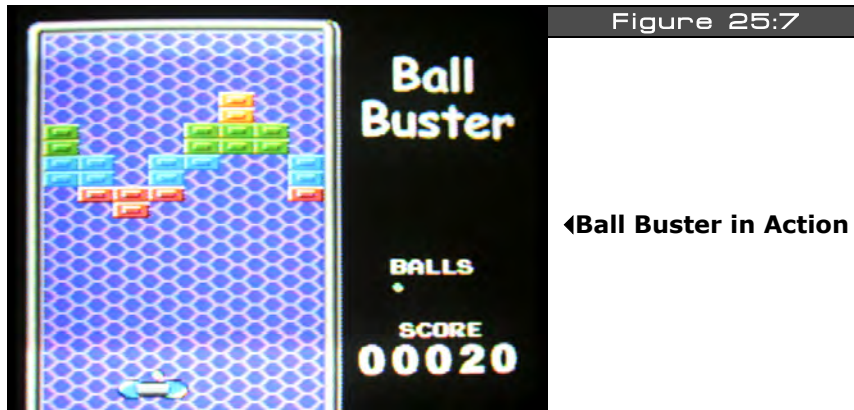 Figure 25:7
Ball
Buster
◀Ball Buster in Action
BALLS
SCORE
00020